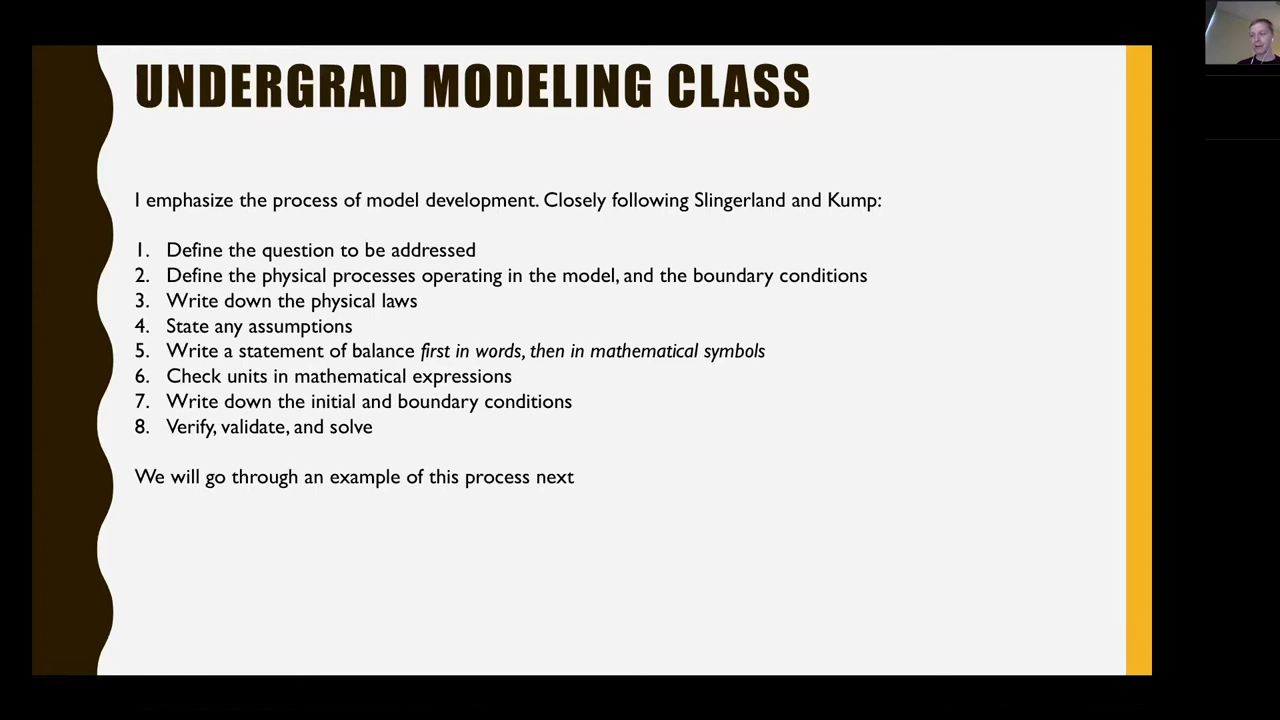 UNDERGRAD MODELING CLASS
I emphasize the process of model development. Closely following Slingerland and Kump:
1. Define the question to be addressed
2. Define the physical processes operating in the model, and the boundary conditions
3. Write down the physical laws
4. State any assumptions
5. Write a statement of balance first in words, then in mathematical symbols
6. Check units in mathematical expressions
7. Write down the initial and boundary conditions
8. Verify, validate, and solve
We will go through an example of this process next